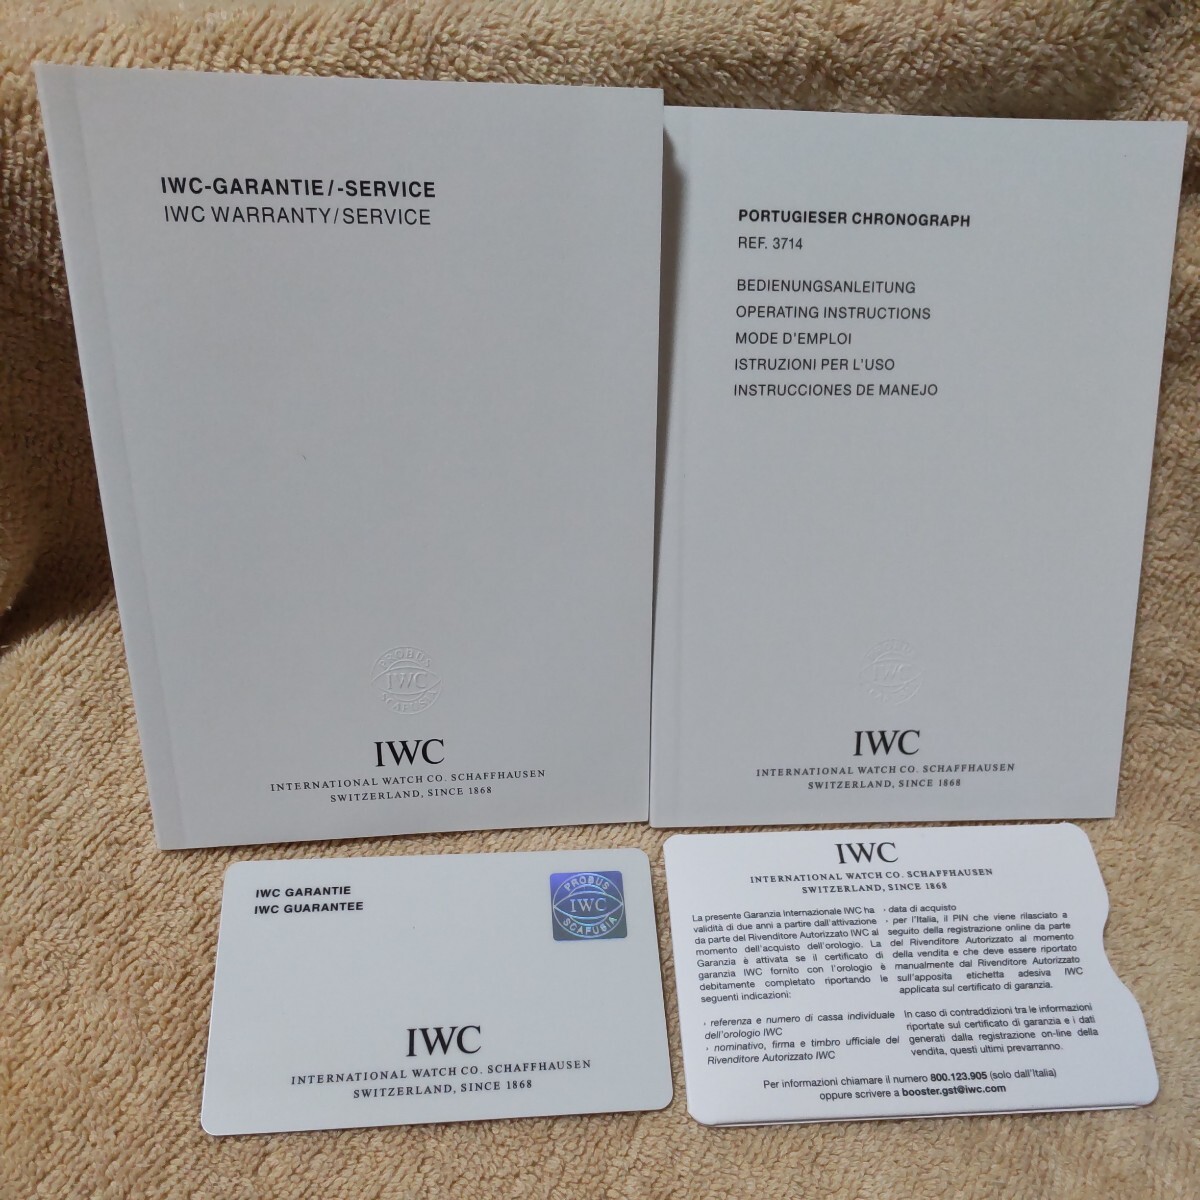 IWC-GARANTIE/-SERVICE
IWC WARRANTY/SERVICE
PROBUS
IWC
SCAFUSIA
IWC
INTERNATIONAL WATCH CO. SCHAFFHAUSEN
SWITZERLAND, SINCE 1868
PORTUGIESER CHRONOGRAPH
REF. 3714
BEDIENUNGSANLEITUNG
OPERATING INSTRUCTIONS
MODE D'EMPLOI
ISTRUZIONI PER L'USO
INSTRUCCIONES DE MANEJO
IWC
IWC
INTERNATIONAL WATCH CO. SCHAFFHAUSEN
SWITZERLAND, SINCE 1868
IWC GARANTIE
IWC GUARANTEE
PROBUS
IWC
SCAFUSIA
IWC
INTERNATIONAL WATCH CO. SCHAFFHAUSEN
SWITZERLAND, SINCE 1868
IWC
INTERNATIONAL WATCH CO. SCHAFFHAUSEN
SWITZERLAND, SINCE 1868
La presente Garanzia Internazionale IWC ha
validità di due anni a partire dall'attivazione
da parte del Rivenditore Autorizzato IWC al
momento dell'acquisto dell'orologio. La
Garanzia è attivata se il certificato di
garanzia IWC fornito con l'orologio è
debitamente completato riportando le
seguenti indicazioni:
· referenza e numero di cassa individuale
dell'orologio IWC
· nominativo, firma e timbro ufficiale del
Rivenditore Autorizzato IWC
· data di acquisto
· per l'Italia, il PIN che viene rilasciato a
seguito della registrazione online da parte
del Rivenditore Autorizzato al momento
della vendita e che deve essere riportato
manualmente dal Rivenditore Autorizzato
sull'apposita etichetta adesiva IWC
applicata sul certificato di garanzia.
In caso di contraddizioni tra le informazioni
riportate sul certificato di garanzia e i dati
generati dalla registrazione on-line della
vendita, questi ultimi prevarranno.
Per informazioni chiamare il numero 800.123.905 (solo dall'Italia)
oppure scrivere a booster.gst@iwc.com